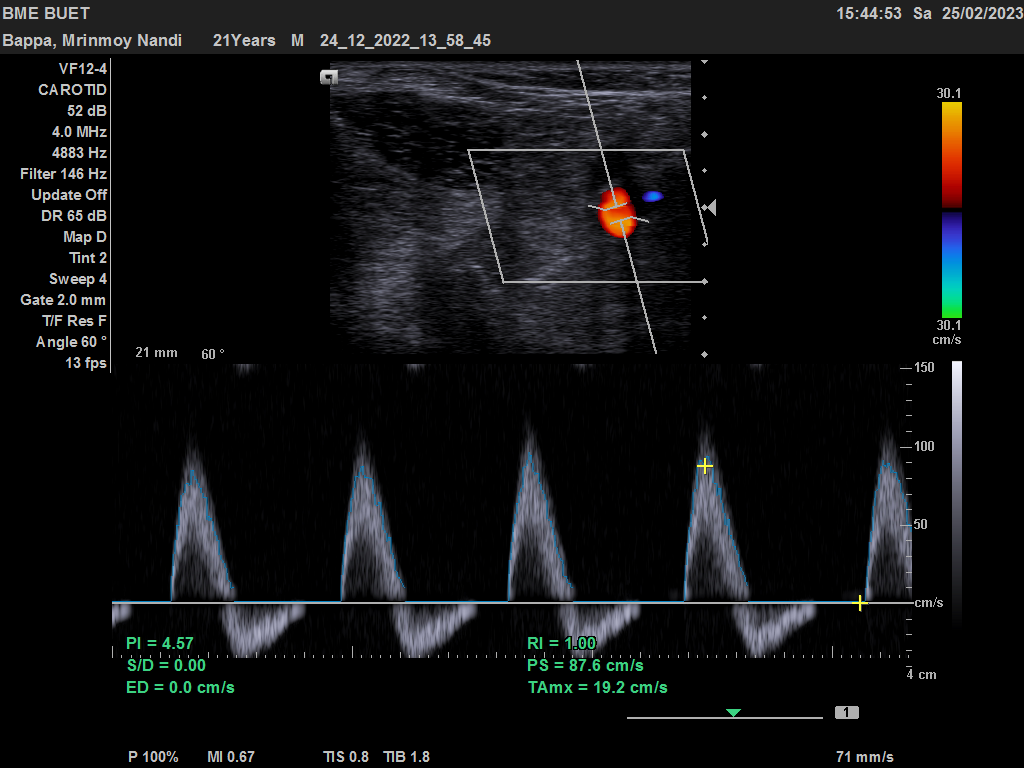 BME BUET 15:44:53 Sa 25/02/2023
Bappa, Mrinmoy Nandi 21Years M 24_12_2022_13_58_45
VF12-4
CAROTID
52 dB
4.0 MHz
4883 Hz
Filter 146 Hz
Update Off
DR 65 dB
Map D
Tint 2
Sweep 4
Gate 2.0 mm
T/F Res F
Angle 60 °
13 fps
21 mm 60 °
30.1
30.1
cm/s
150
100
50
cm/s
4 cm
PI = 4.57
S/D = 0.00
ED = 0.0 cm/s
RI = 1.00
PS = 87.6 cm/s
TAmx = 19.2 cm/s
1
P 100% MI 0.67 TIS 0.8 TIB 1.8 71 mm/s